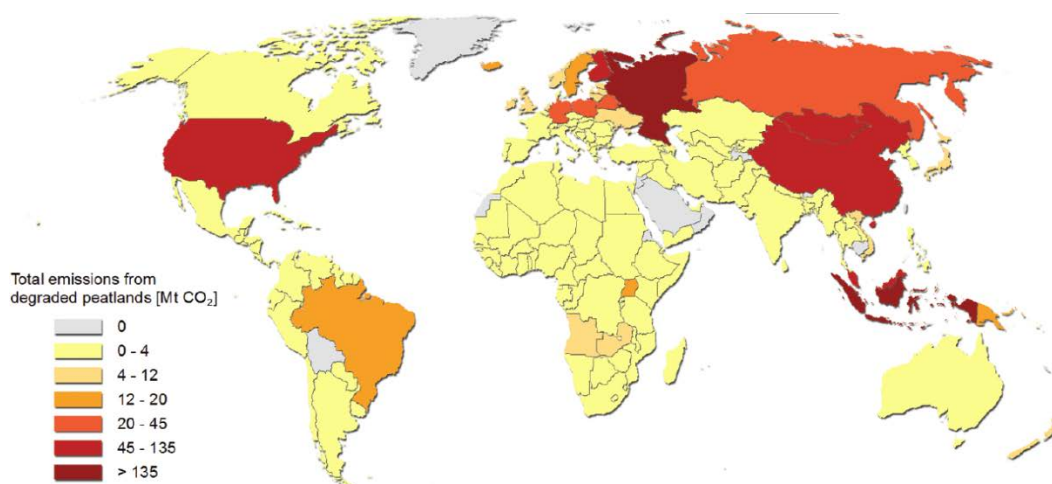 Total emissions from
degraded peatlands [Mt CO₂]
0
0 - 4
4 - 12
12 - 20
20 - 45
45 - 135
> 135